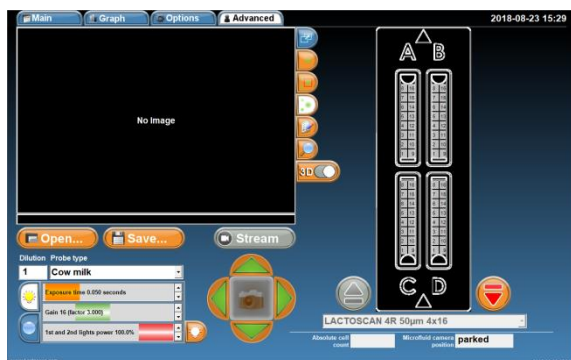 Main Graph Options Advanced 2018-08-23 15:29
A B
No Image
3D
Open... Save... Stream
Dilution Probe type
1 Cow milk
Exposure time 0.050 seconds
Gain 16 (factor 3.000)
1st and 2nd lights power 100.0%
C D
LACTOSCAN 4R 50µm 4x16
Absolute cell count
Microfluid camera position: parked